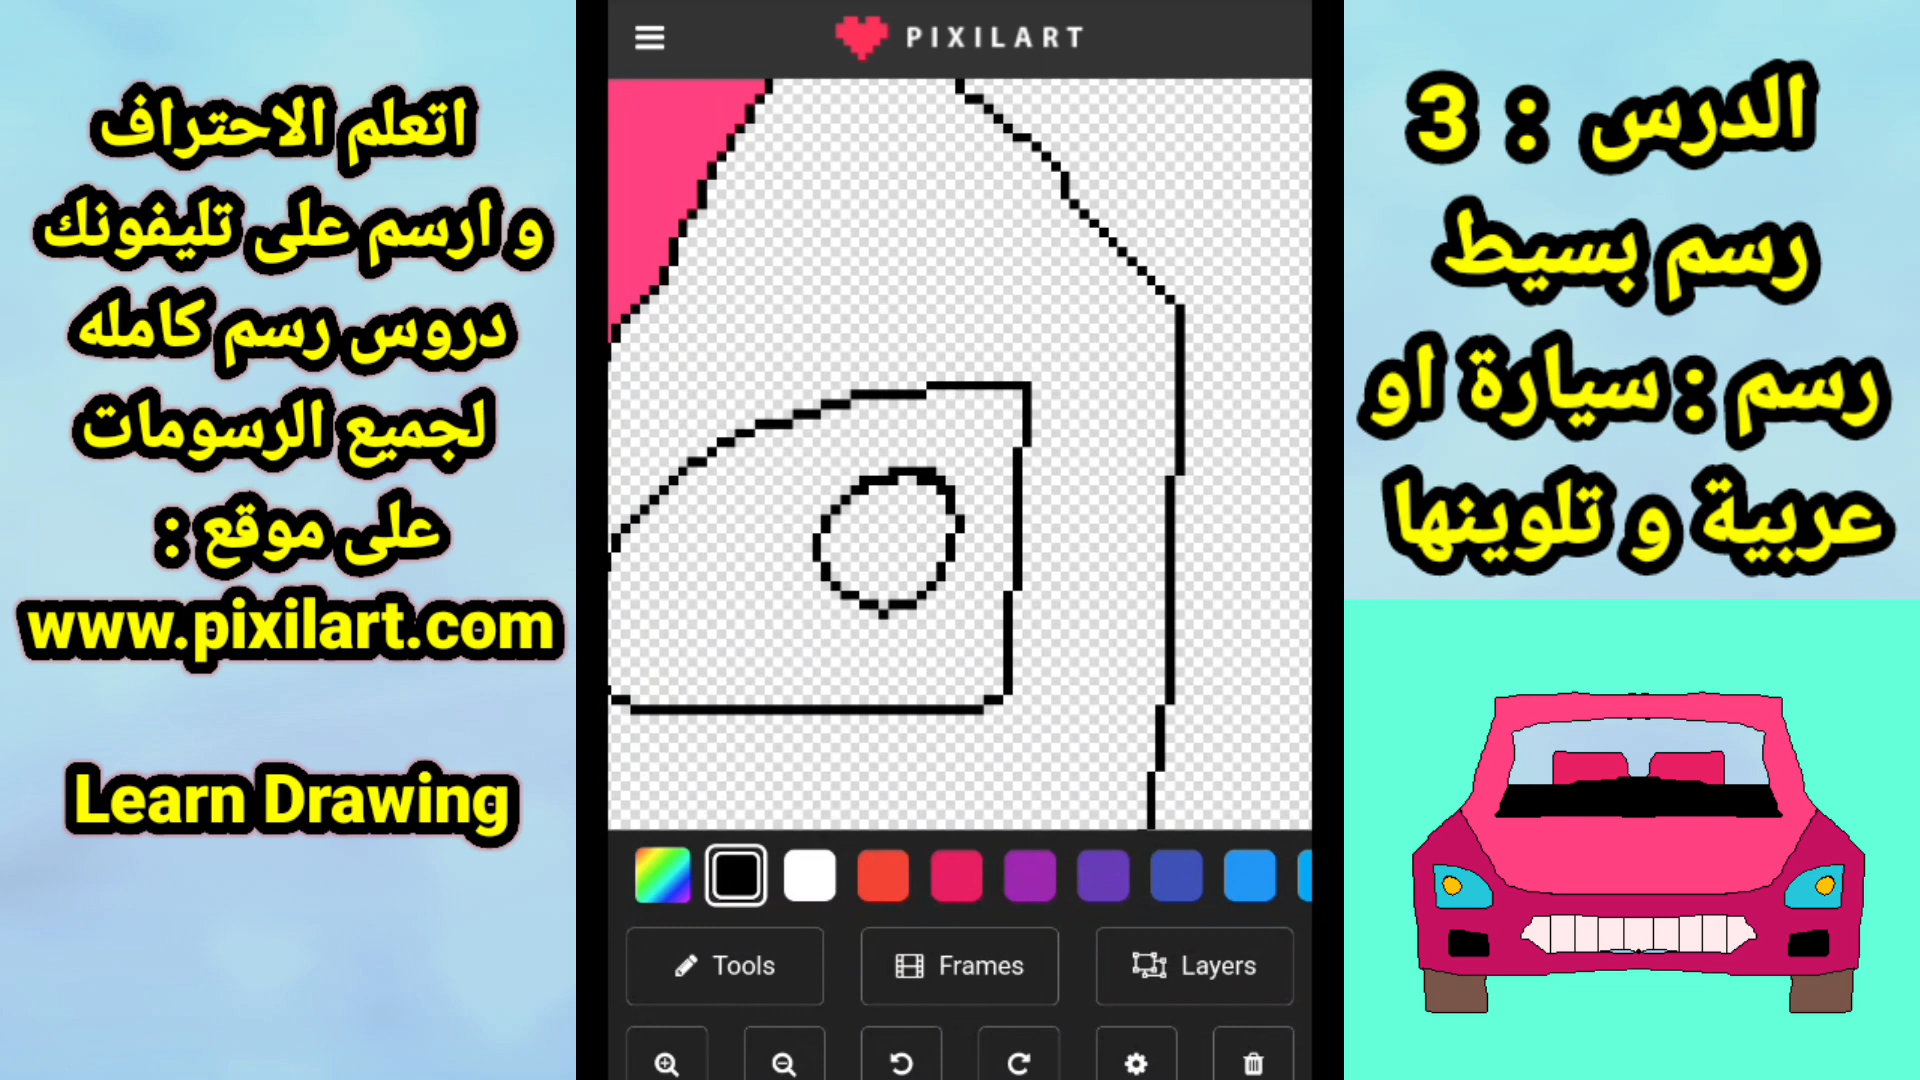 اتعلم الاحتراف
و ارسم على تليفونك
دروس رسم كامله
لجميع الرسومات
على موقع :
www.pixilart.com
Learn Drawing
PIXILART
Tools
Frames
Layers
الدرس : 3
رسم بسيط
رسم : سيارة او
عربية و تلوينها